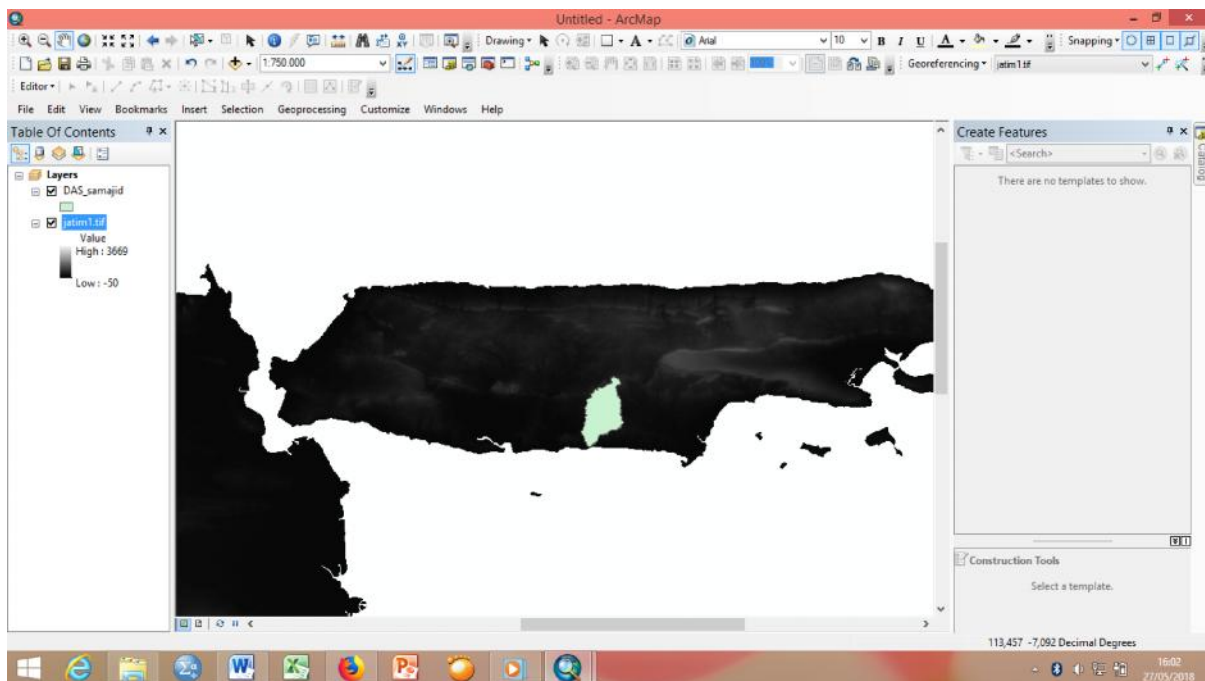 Untitled - ArcMap
Drawing
Arial
10
B I U A
Snapping
1:750.000
Georeferencing
jatim1.tif
Editor
File Edit View Bookmarks Insert Selection Geoprocessing Customize Windows Help
Table Of Contents
Layers
DAS_samajid
jatim1.tif
Value
High : 3669
Low : -50
Create Features
<Search>
There are no templates to show.
Catalog
Construction Tools
Select a template.
113,457 -7,092 Decimal Degrees
16:02
27/05/2018